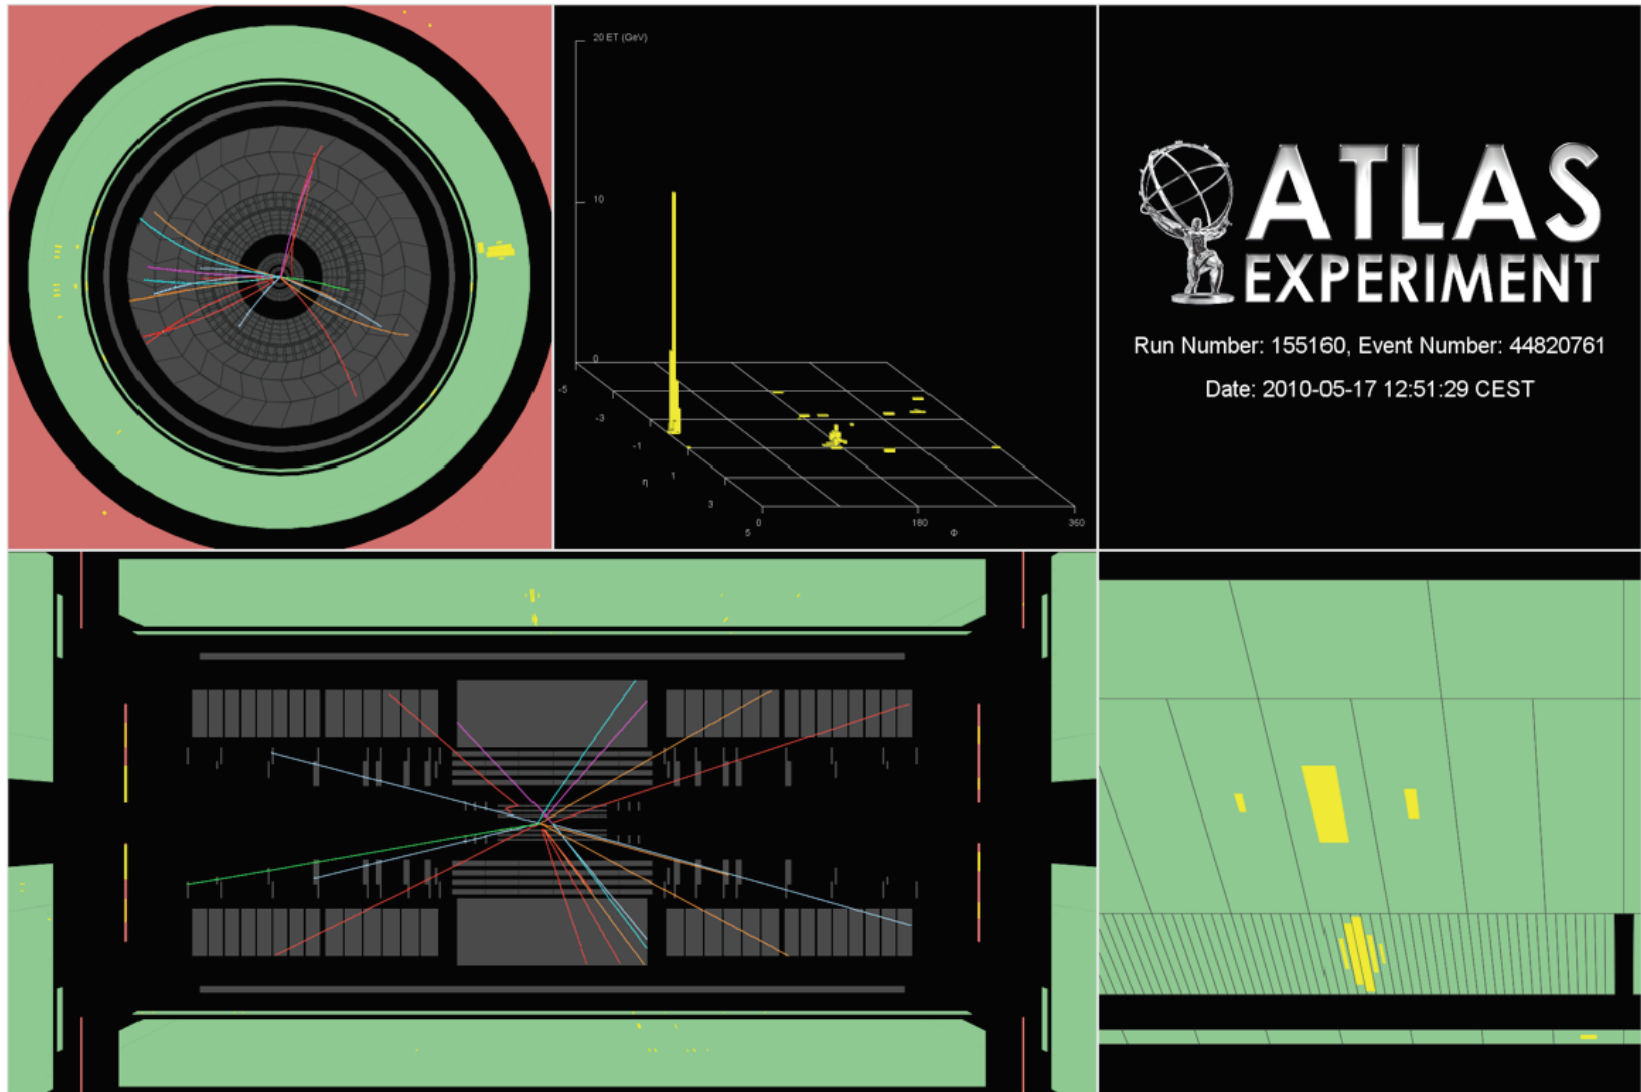 20 ET (GeV)
10
0
-5
-3
-1
η
1
3
5
0
180
Φ
360
ATLAS
EXPERIMENT
Run Number: 155160, Event Number: 44820761
Date: 2010-05-17 12:51:29 CEST